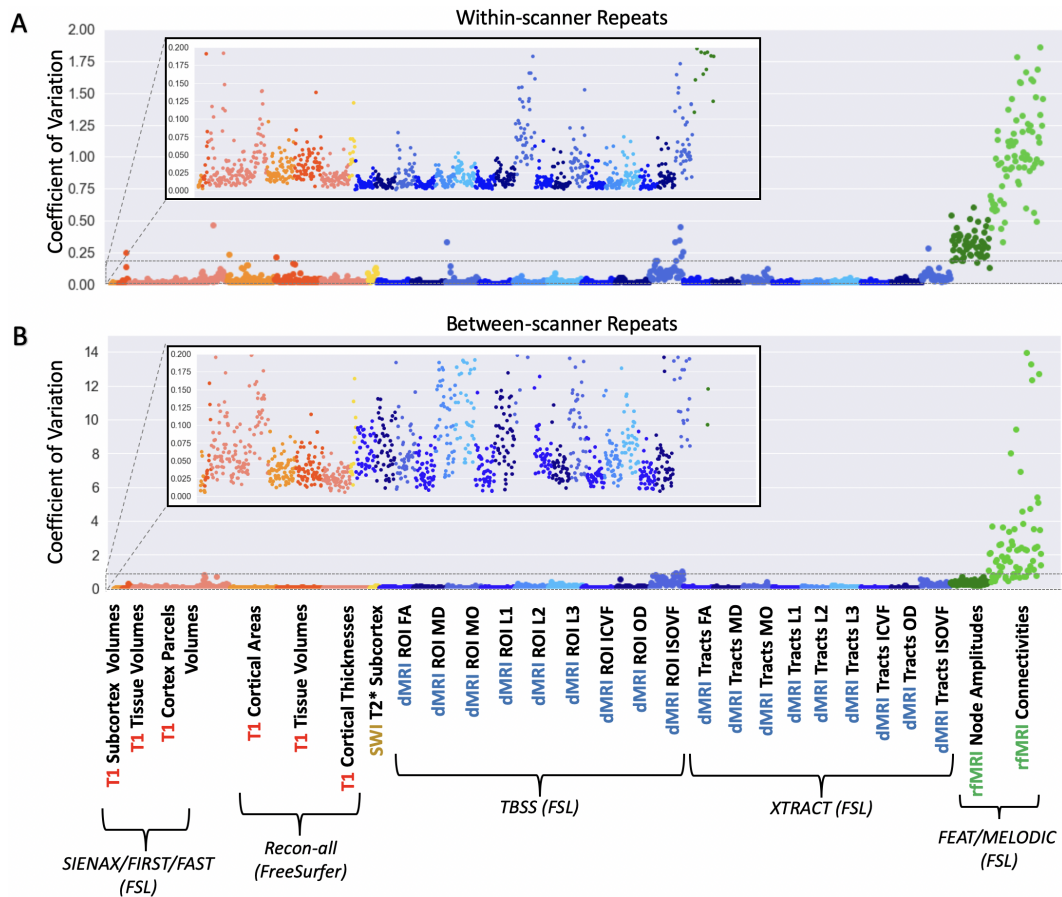 A
Within-scanner Repeats
Coefficient of Variation
2.00
1.75
1.50
1.25
1.00
0.75
0.50
0.25
0.00
0.200
0.175
0.150
0.125
0.100
0.075
0.050
0.025
0.000
B
Between-scanner Repeats
Coefficient of Variation
14
12
10
8
6
4
2
0
0.200
0.175
0.150
0.125
0.100
0.075
0.050
0.025
0.000
T1 Subcortex Volumes
T1 Tissue Volumes
T1 Cortex Parcels
Volumes
T1 Cortical Areas
T1 Tissue Volumes
T1 Cortical Thicknesses
SWI T2* Subcortex
dMRI ROI FA
dMRI ROI MD
dMRI ROI MO
dMRI ROI L1
dMRI ROI L2
dMRI ROI L3
dMRI ROI ICVF
dMRI ROI OD
dMRI ROI ISOVF
dMRI Tracts FA
dMRI Tracts MD
dMRI Tracts MO
dMRI Tracts L1
dMRI Tracts L2
dMRI Tracts L3
dMRI Tracts ICVF
dMRI Tracts OD
dMRI Tracts ISOVF
rfMRI Node Amplitudes
rfMRI Connectivities
SIENAX/FIRST/FAST
(FSL)
Recon-all
(FreeSurfer)
TBSS (FSL)
XTRACT (FSL)
FEAT/MELODIC
(FSL)